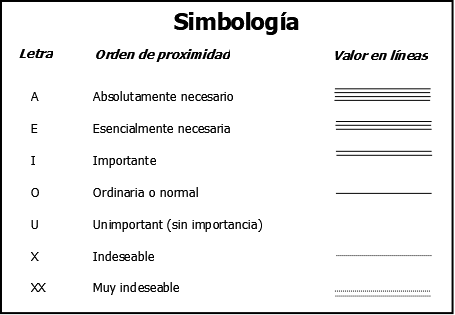 Simbología
Letra Orden de proximidad Valor en líneas
A Absolutamente necesario
E Esencialmente necesaria
I Importante
O Ordinaria o normal
U Unimportant (sin importancia)
X Indeseable
XX Muy indeseable